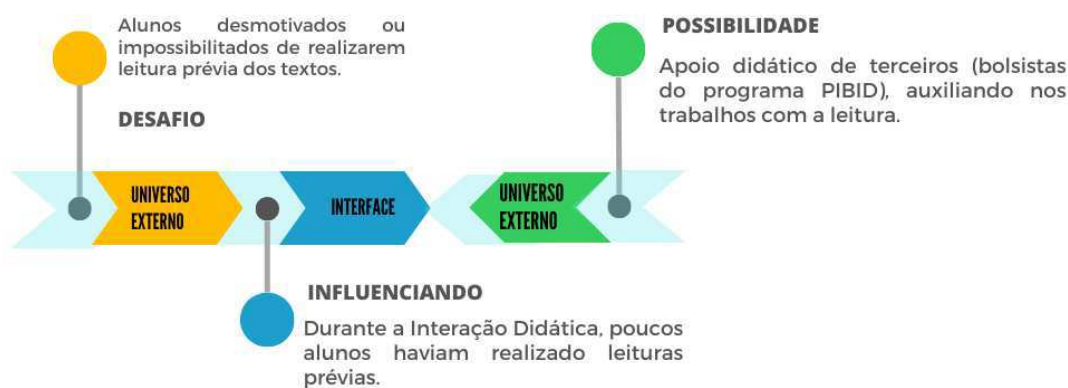 Alunos desmotivados ou
impossibilitados de realizarem
leitura prévia dos textos.
DESAFIO
POSSIBILIDADE
Apoio didático de terceiros (bolsistas
do programa PIBID), auxiliando nos
trabalhos com a leitura.
UNIVERSO
EXTERNO
INTERFACE
UNIVERSO
EXTERNO
INFLUENCIANDO
Durante a Interação Didática, poucos
alunos haviam realizado leituras
prévias.